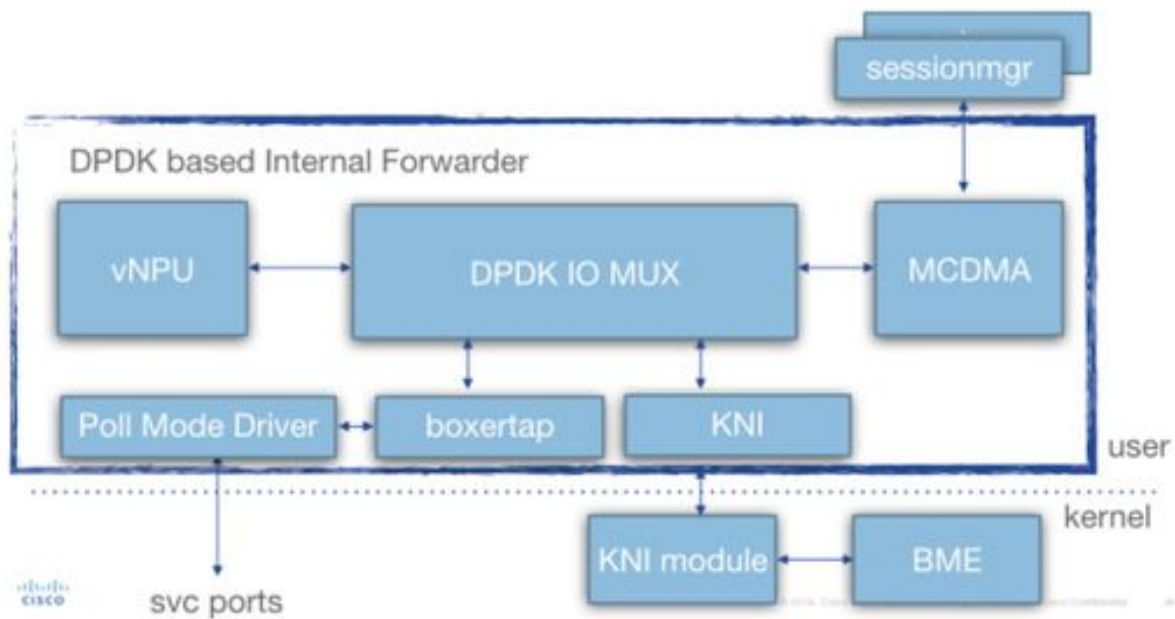 sessionmgr
DPDK based Internal Forwarder
vNPU
DPDK IO MUX
MCDMA
Poll Mode Driver
boxertap
KNI
user
kernel
KNI module
BME
CISCO
svc ports